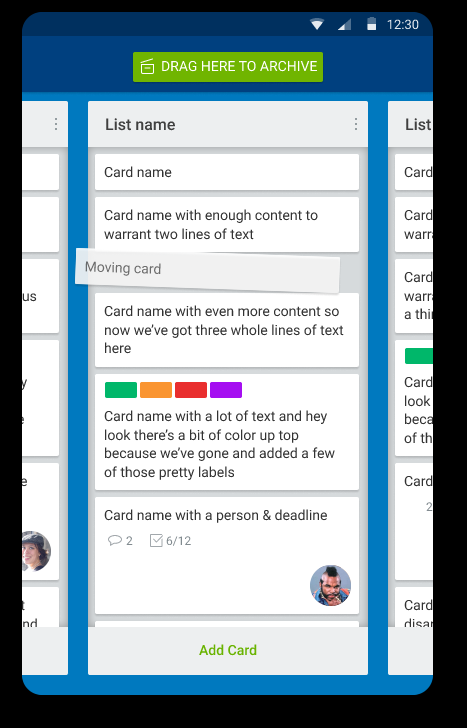 12:30
DRAG HERE TO ARCHIVE
List name
List
Card name
Card name with enough content to
warrant two lines of text
Moving card
Card name with even more content so
now we’ve got three whole lines of text
here
Card name with a lot of text and hey
look there’s a bit of color up top
because we’ve gone and added a few
of those pretty labels
Card name with a person & deadline
2
6/12
Add Card
us
y
e
e
t
nd
Card
Card
warr
Card
warr
a thi
Card
look
beca
of th
Card
2
Card
disa